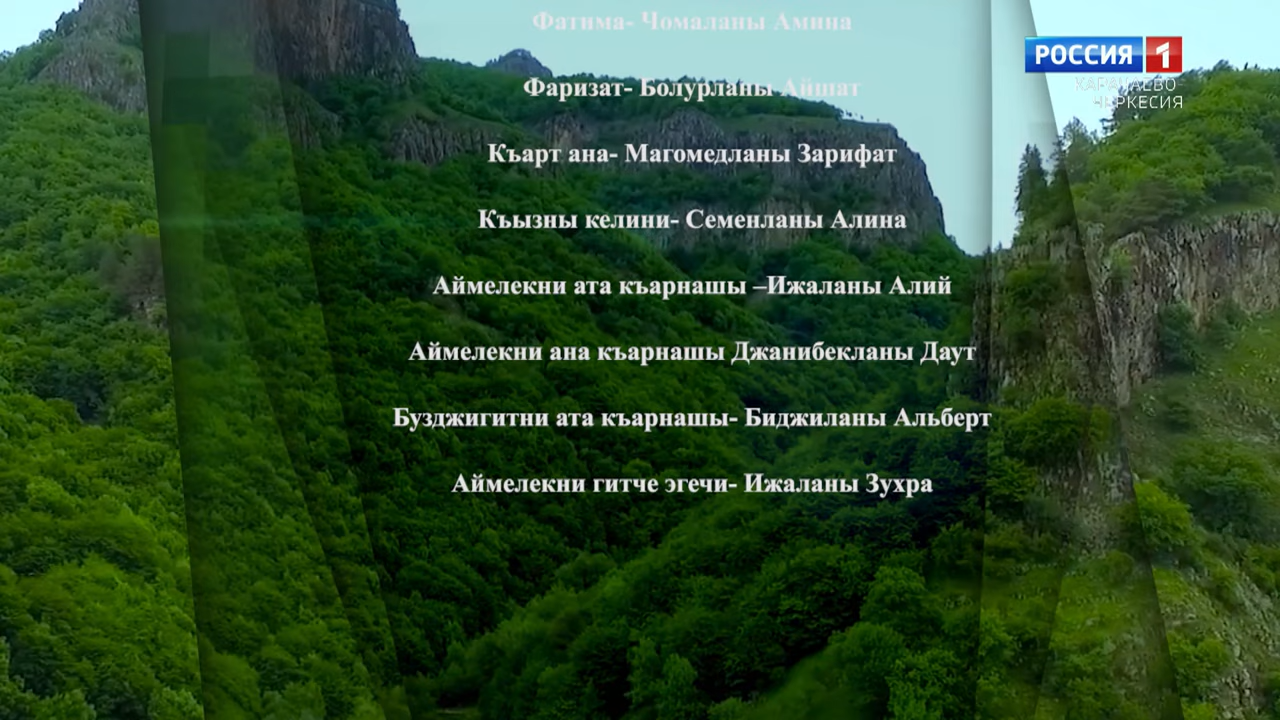 Фатима- Чомаланы Амина
РОССИЯ 1
Фаризат- Болурланы Айшат
КАРАЧАЕВО-
ЧЕРКЕСИЯ
Къарт ана- Магомедланы Зарифат
Къызны келини- Семенланы Алина
Аймелекни ата къарнашы –Ижаланы Алий
Аймелекни ана къарнашы Джанибекланы Даут
Бузджигитни ата къарнашы- Биджиланы Альберт
Аймелекни гитче эгечи- Ижаланы Зухра